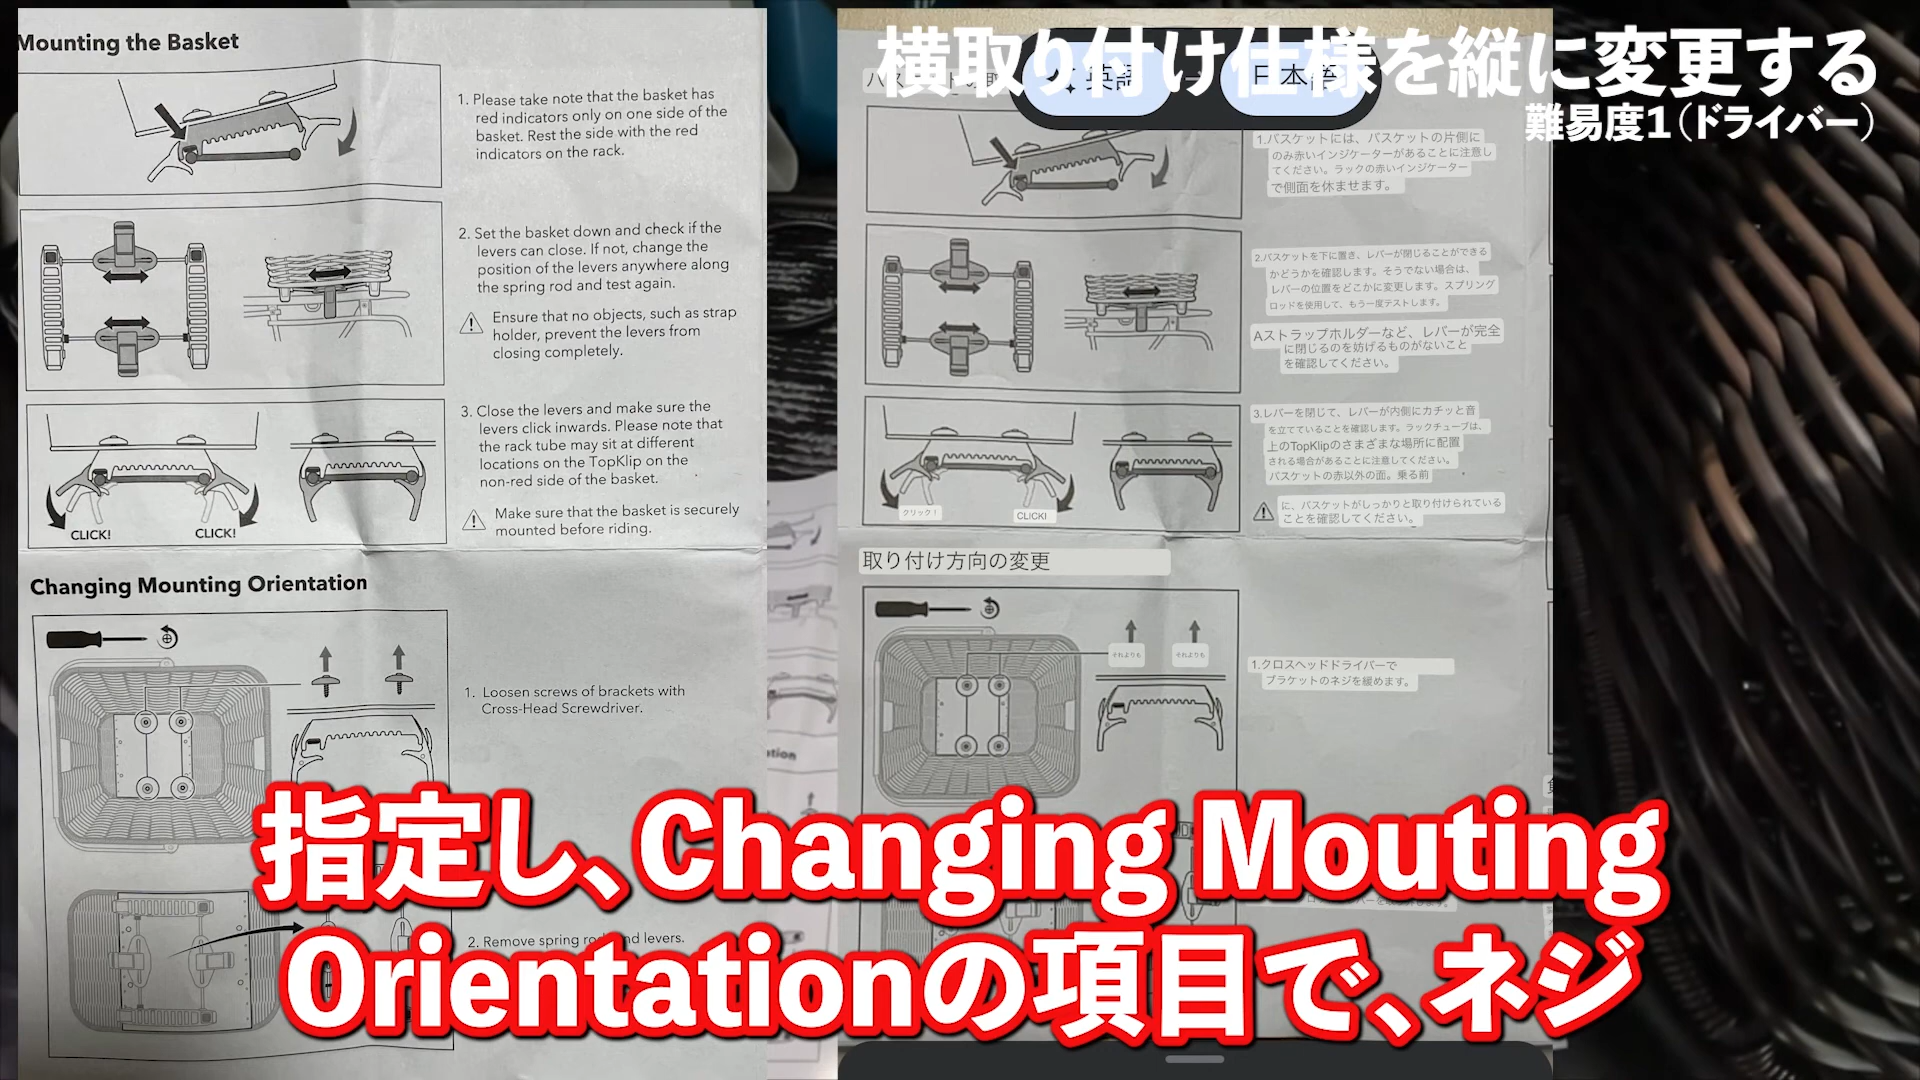 Mounting the Basket
1. Please take note that the basket has
red indicators only on one side of the
basket. Rest the side with the red
indicators on the rack.
2. Set the basket down and check if the
levers can close. If not, change the
position of the levers anywhere along
the spring rod and test again.
Ensure that no objects, such as strap
holder, prevent the levers from
closing completely.
3. Close the levers and make sure the
levers click inwards. Please note that
the rack tube may sit at different
locations on the TopKlip on the
non-red side of the basket.
Make sure that the basket is securely
mounted before riding.
CLICK!
CLICK!
Changing Mounting Orientation
1. Loosen screws of brackets with
Cross-Head Screwdriver.
2. Remove spring rod and levers.
横取り付け仕様を縦に変更する
難易度1(ドライバー)
英語
日本語
1.バスケットには、バスケットの片側に
のみ赤いインジケーターがあることに注意し
てください。ラックの赤いインジケーター
で側面を休ませます。
2.バスケットを下に置き、レバーが閉じることができる
かどうかを確認します。そうでない場合は、
レバーの位置をどこかに変更します。スプリング
ロッドを使用して、もう一度テストします。
Aストラップホルダーなど、レバーが完全
に閉じるのを妨げるものがないこと
を確認してください。
3.レバーを閉じて、レバーが内側にカチッと音
を立てていることを確認します。ラックチューブは、
上のTopKlipのさまざまな場所に配置
される場合があることに注意してください。
バスケットの赤以外の面。乗る前
に、バスケットがしっかりと取り付けられている
ことを確認してください。
クリック!
CLICK!
取り付け方向の変更
それよりも
それよりも
1.クロスヘッドドライバーで
ブラケットのネジを緩めます。
指定し、Changing Mouting
Orientationの項目で、ネジ